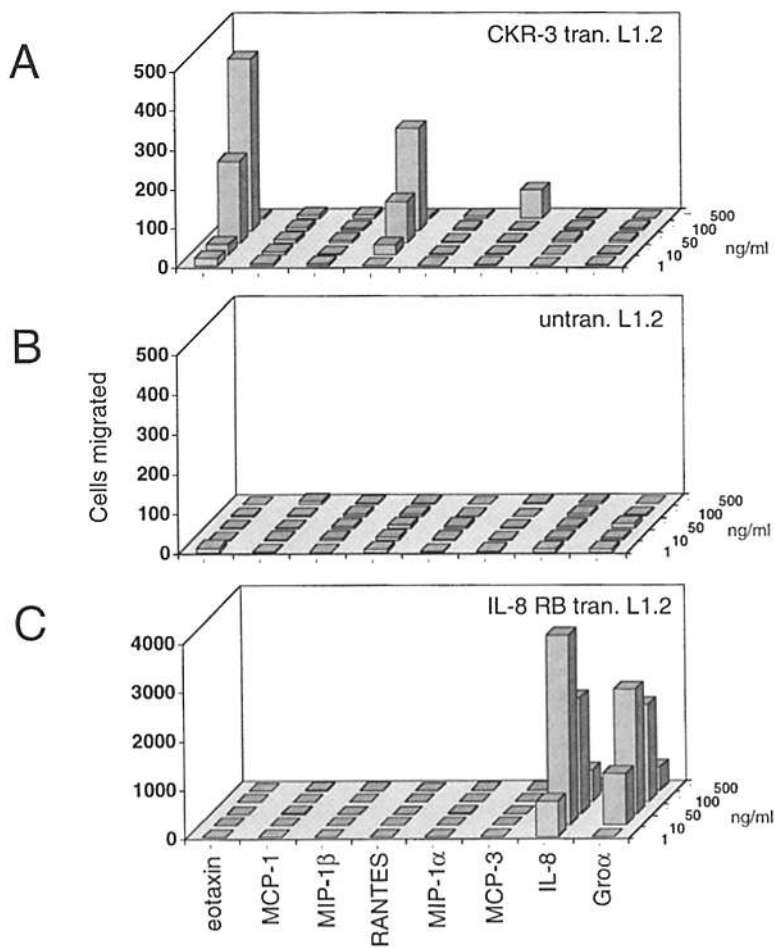 A
CKR-3 tran. L1.2
500
400
300
200
100
0
500
100
50
10
1
ng/ml
B
untran. L1.2
Cells migrated
500
400
300
200
100
0
500
100
50
10
1
ng/ml
C
IL-8 RB tran. L1.2
4000
3000
2000
1000
0
500
100
50
10
1
ng/ml
eotaxin
MCP-1
MIP-1β
RANTES
MIP-1α
MCP-3
IL-8
Groα